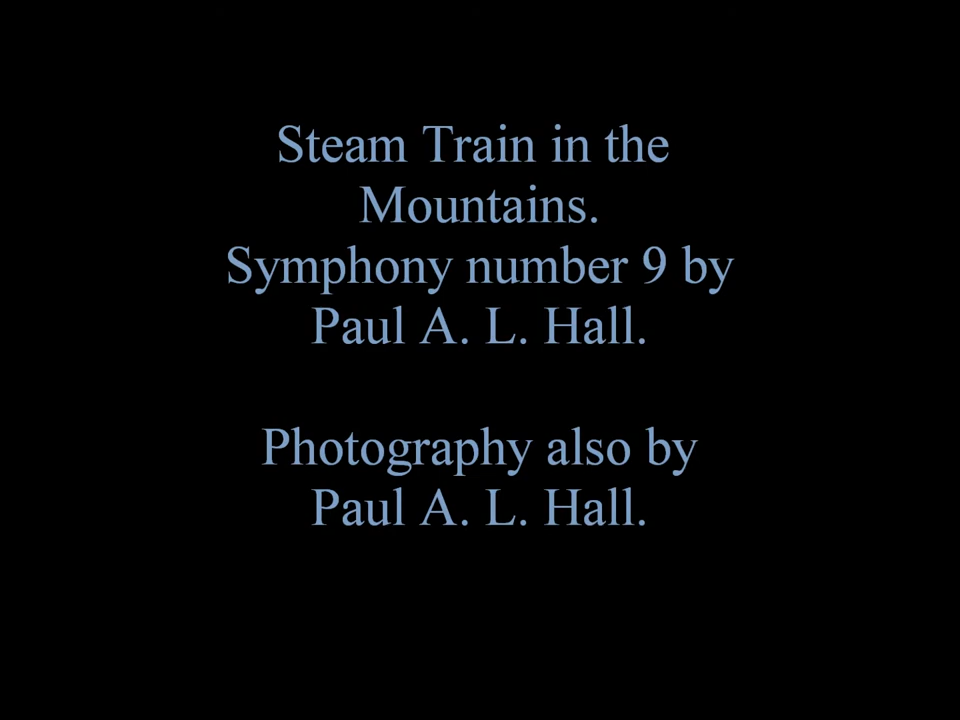 Steam Train in the
Mountains.
Symphony number 9 by
Paul A. L. Hall.
Photography also by
Paul A. L. Hall.